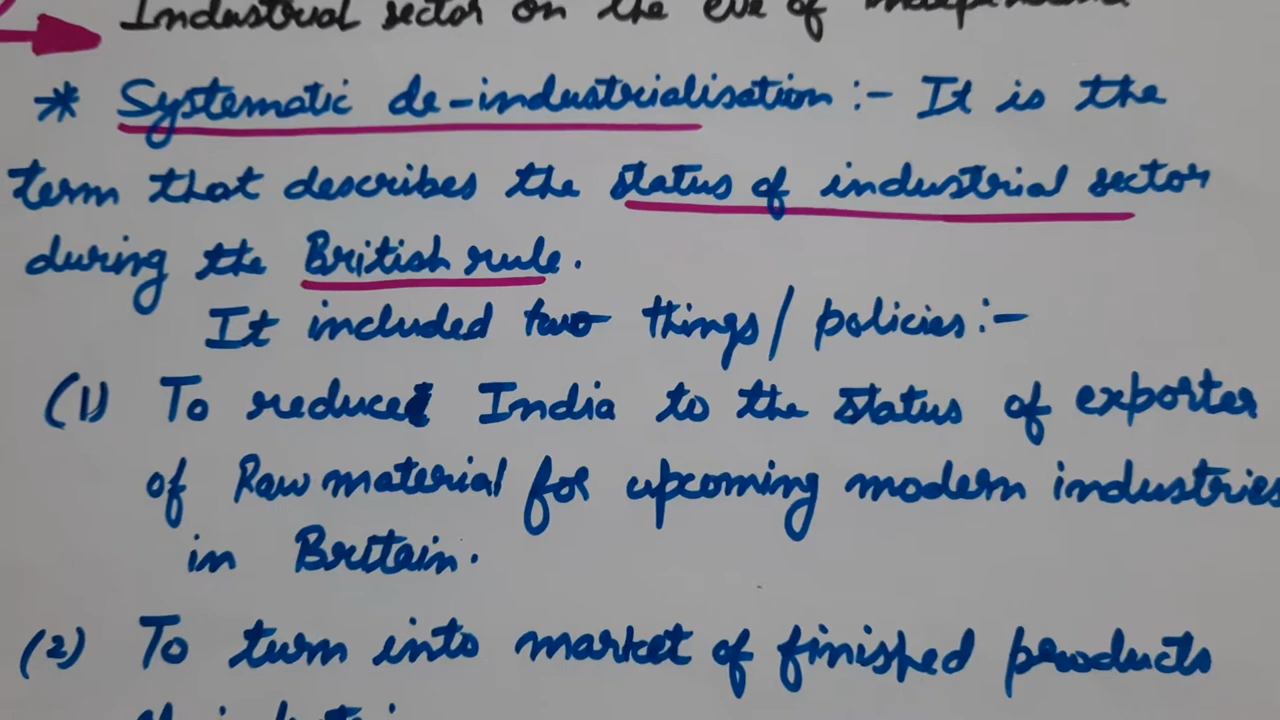 Industrial sector on the eve of
* Systematic de-industrialisation :- It is the
term that describes the status of industrial sector
during the British rule.
It included two things/ policies :-
(1) To reduce India to the status of exporter
of Raw material for upcoming modern industries
in Britain.
(2) To turn into market of finished products